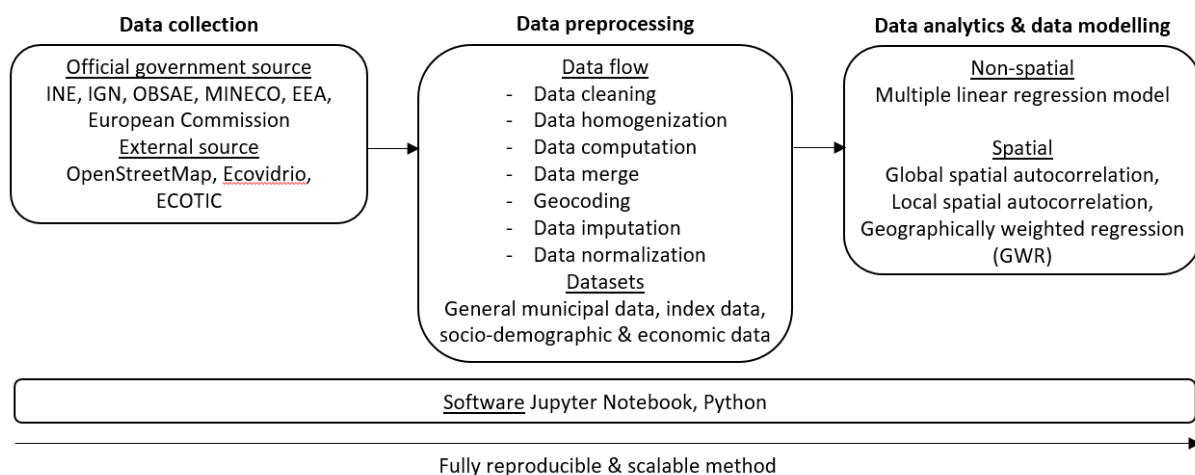 Data collection
Official government source
INE, IGN, OBSAE, MINECO, EEA,
European Commission
External source
OpenStreetMap, Ecovidrio,
ECOTIC
Data preprocessing
Data flow
- Data cleaning
- Data homogenization
- Data computation
- Data merge
- Geocoding
- Data imputation
- Data normalization
Datasets
General municipal data, index data,
socio-demographic & economic data
Data analytics & data modelling
Non-spatial
Multiple linear regression model
Spatial
Global spatial autocorrelation,
Local spatial autocorrelation,
Geographically weighted regression
(GWR)
Software Jupyter Notebook, Python
Fully reproducible & scalable method